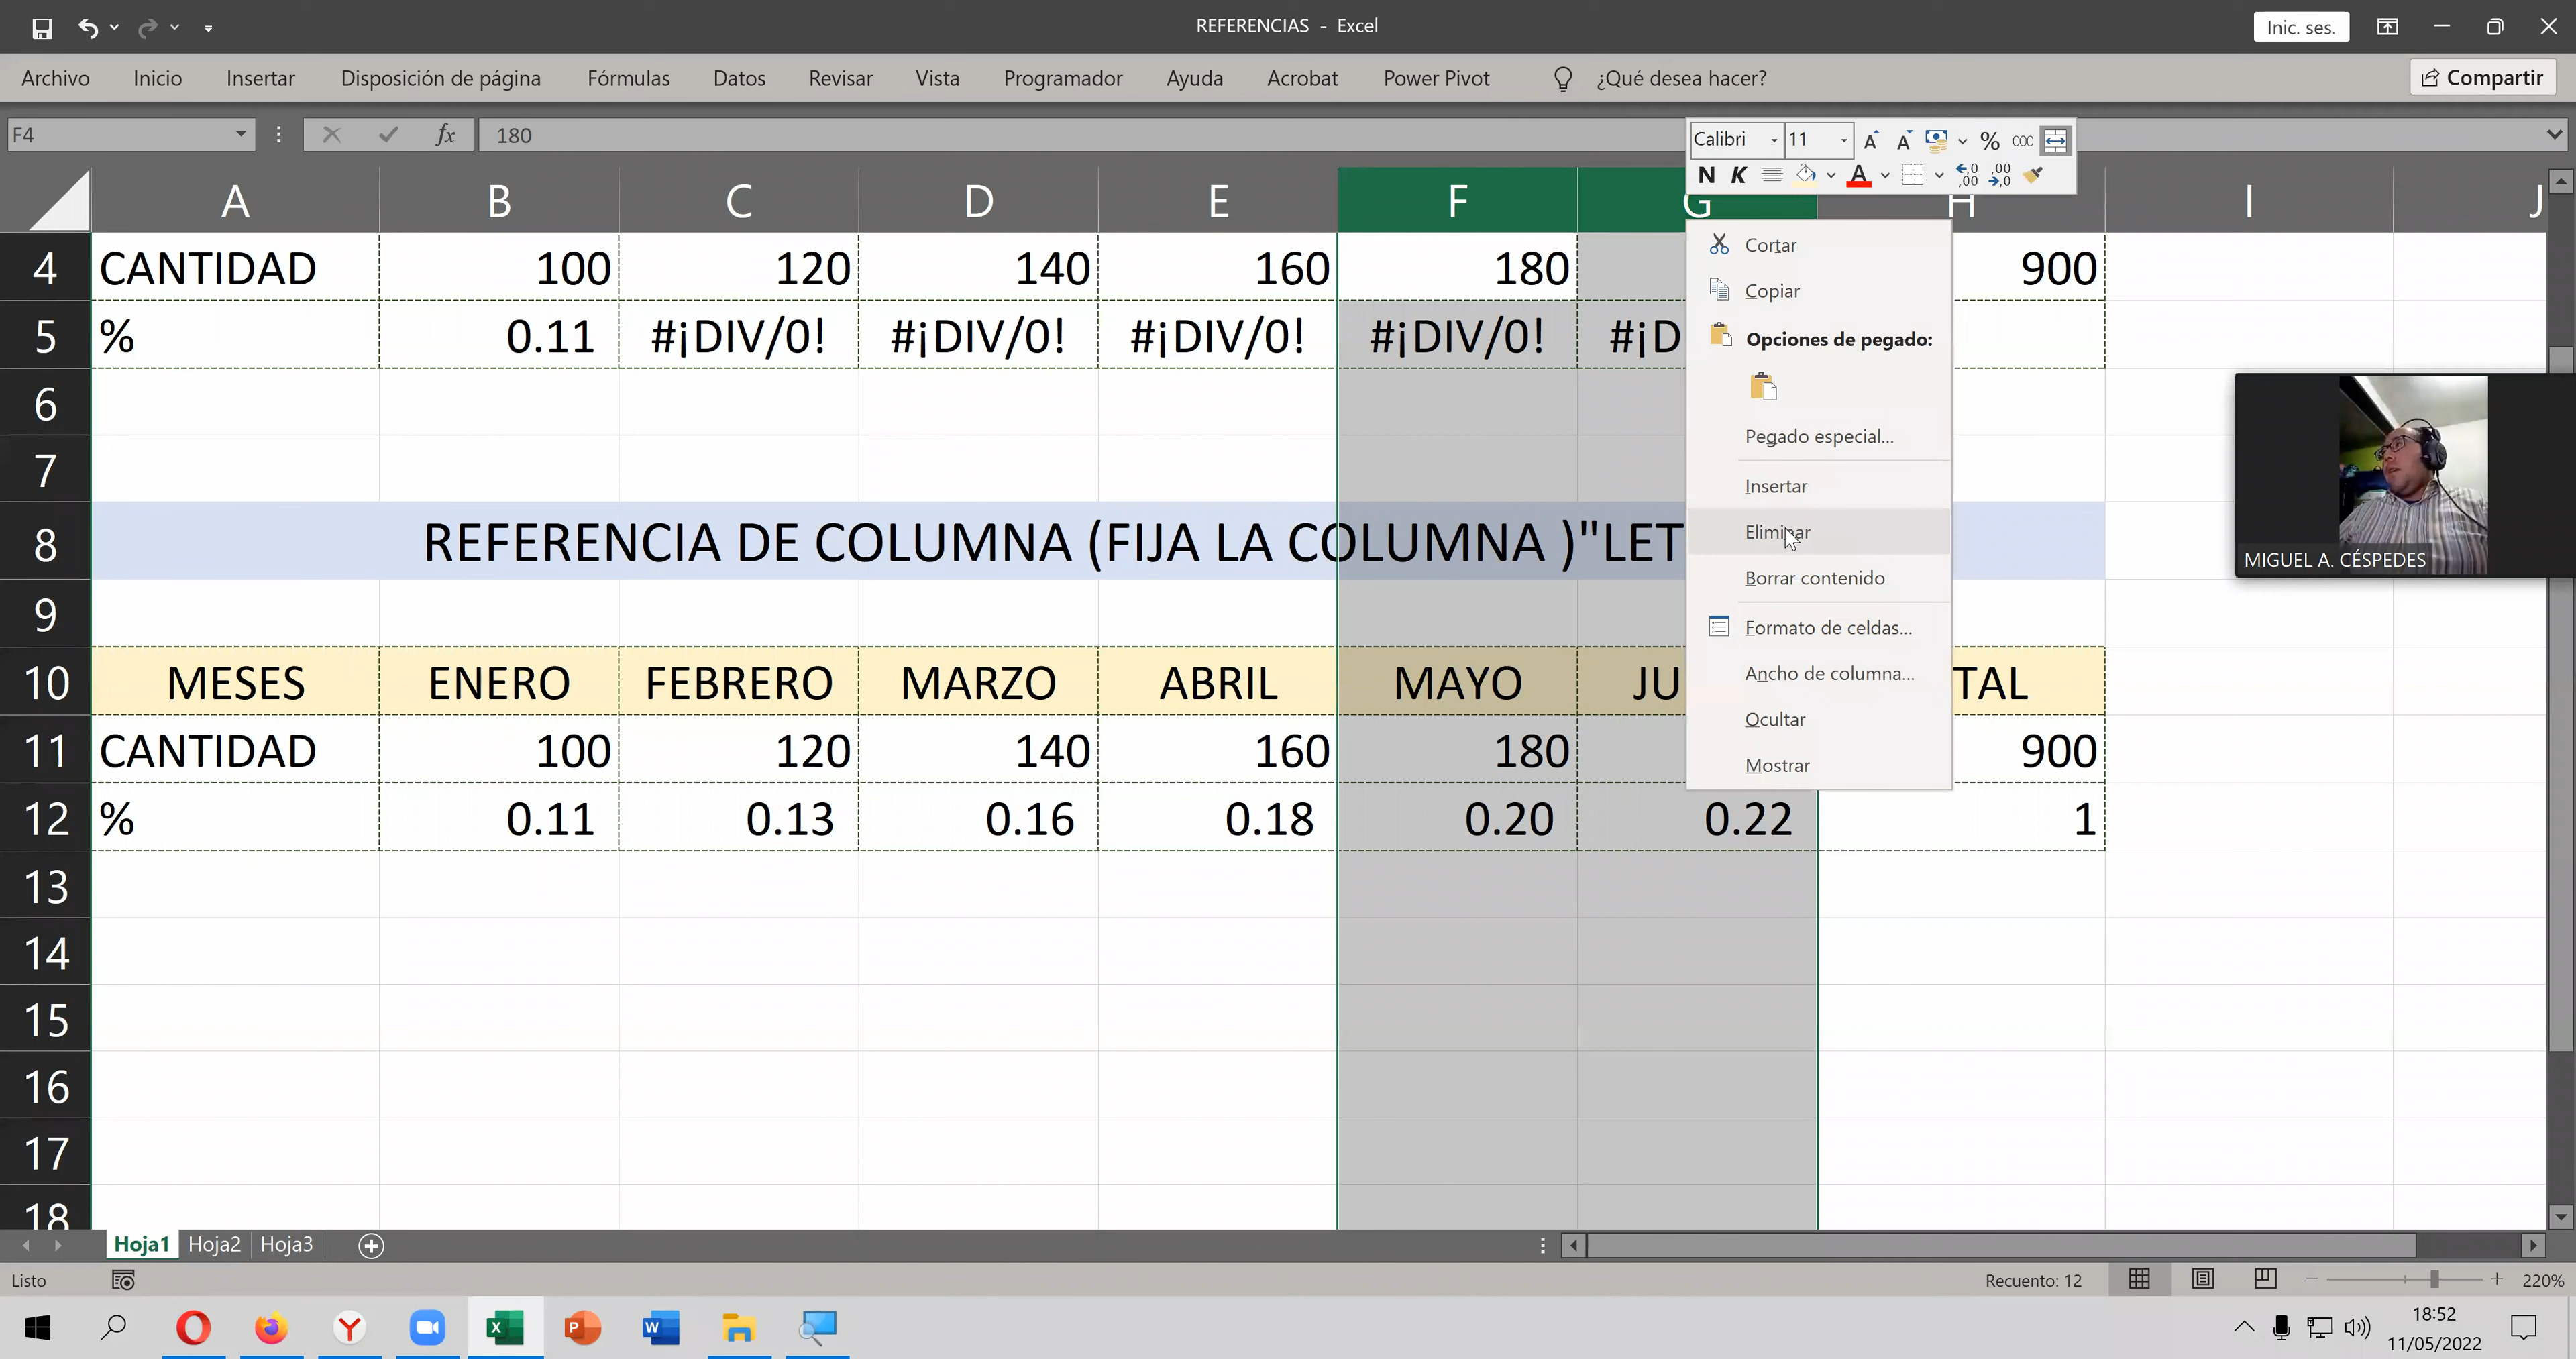 REFERENCIAS - Excel
Inic. ses.
Archivo Inicio Insertar Disposición de página Fórmulas Datos Revisar Vista Programador Ayuda Acrobat Power Pivot ¿Qué desea hacer? Compartir
F4 fx 180
Calibri 11 A A % 000
N K A
A B C D E F G H I J
4 CANTIDAD 100 120 140 160 180 900
5 % 0.11 #¡DIV/0! #¡DIV/0! #¡DIV/0! #¡DIV/0! #¡D
6
7
8 REFERENCIA DE COLUMNA (FIJA LA COLUMNA )"LET
9
10 MESES ENERO FEBRERO MARZO ABRIL MAYO JU TAL
11 CANTIDAD 100 120 140 160 180 900
12 % 0.11 0.13 0.16 0.18 0.20 0.22 1
13
14
15
16
17
18
Cortar
Copiar
Opciones de pegado:
Pegado especial...
Insertar
Eliminar
Borrar contenido
Formato de celdas...
Ancho de columna...
Ocultar
Mostrar
MIGUEL A. CÉSPEDES
Hoja1 Hoja2 Hoja3
Listo Recuento: 12 220%
18:52
11/05/2022